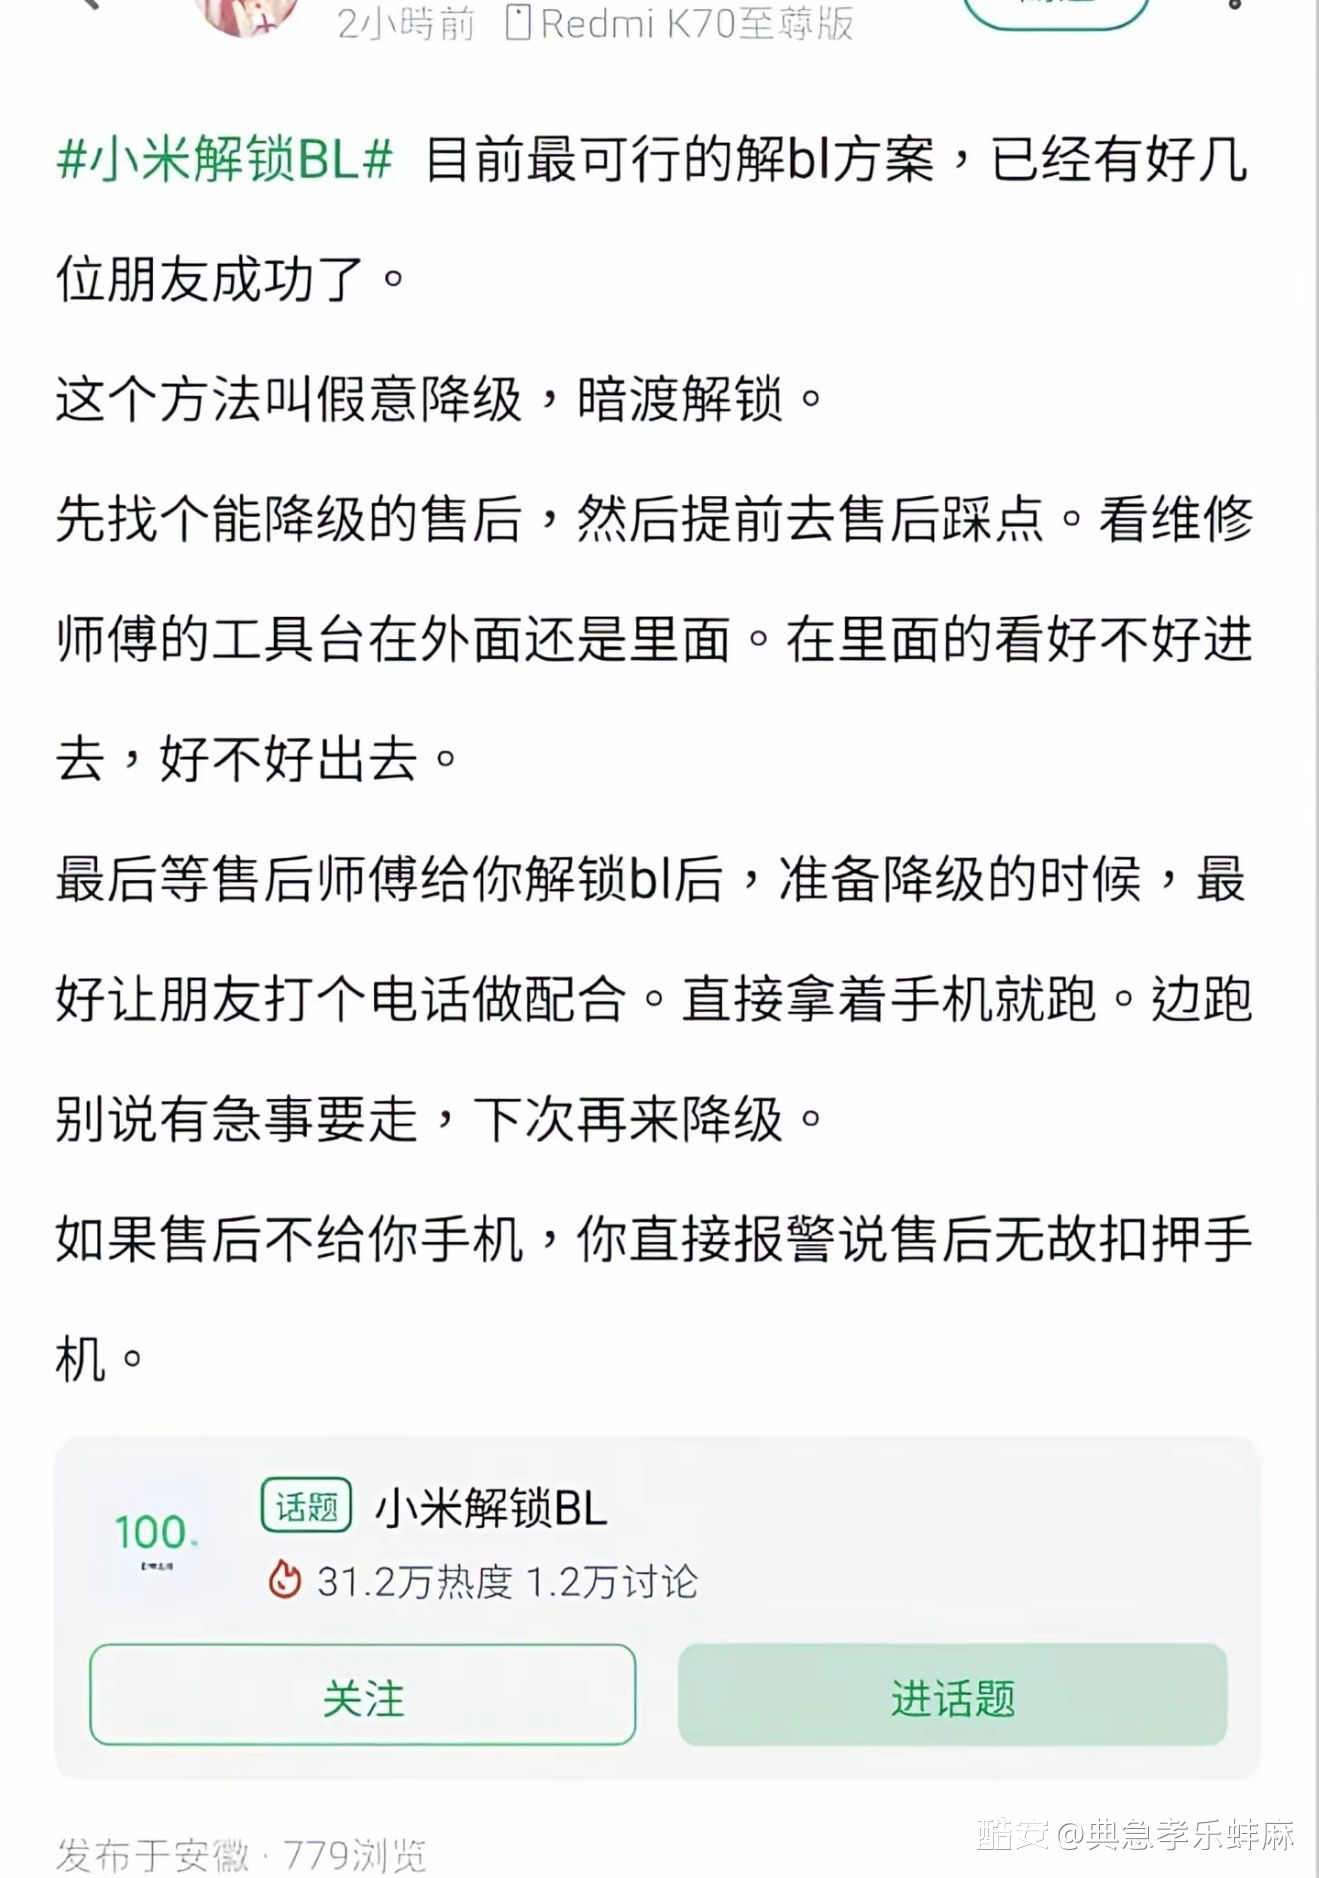 2小時前 Redmi K70至尊版
#小米解锁BL# 目前最可行的解bl方案，已经有好几
位朋友成功了。
这个方法叫假意降级，暗渡解锁。
先找个能降级的售后，然后提前去售后踩点。看维修
师傅的工具台在外面还是里面。在里面的看好不好进
去，好不好出去。
最后等售后师傅给你解锁bl后，准备降级的时候，最
好让朋友打个电话做配合。直接拿着手机就跑。边跑
别说有急事要走，下次再来降级。
如果售后不给你手机，你直接报警说售后无故扣押手
机。
100
话题 小米解锁BL
31.2万热度 1.2万讨论
关注
进话题
发布于安徽 · 779浏览
酷安 @典急孝乐蚌麻